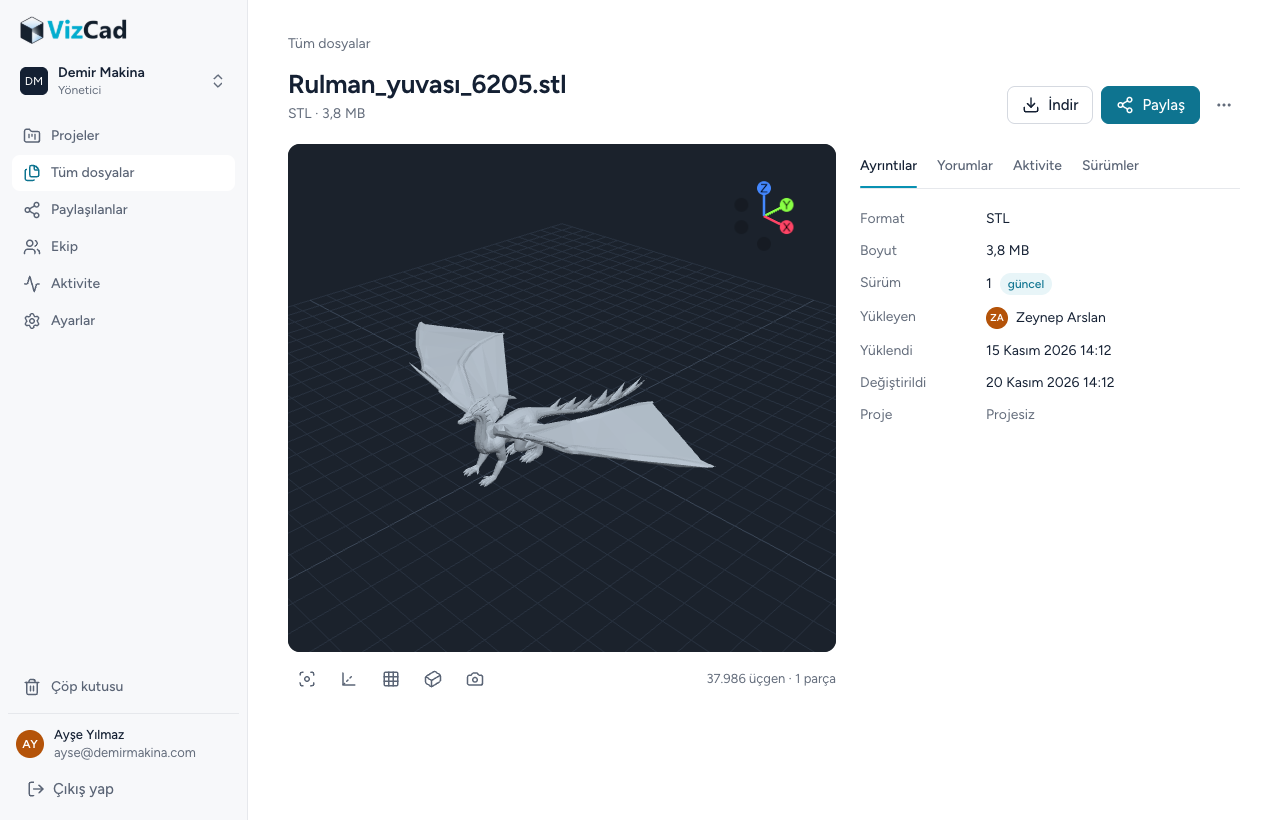 VizCad
DM
Demir Makina
Yönetici
Projeler
Tüm dosyalar
Paylaşılanlar
Ekip
Aktivite
Ayarlar
Çöp kutusu
AY
Ayşe Yılmaz
ayse@demirmakina.com
Çıkış yap
Tüm dosyalar
Rulman_yuvası_6205.stl
STL · 3,8 MB
İndir
Paylaş
Z
Y
X
37.986 üçgen · 1 parça
Ayrıntılar Yorumlar Aktivite Sürümler
Format STL
Boyut 3,8 MB
Sürüm 1 güncel
Yükleyen ZA Zeynep Arslan
Yüklendi 15 Kasım 2026 14:12
Değiştirildi 20 Kasım 2026 14:12
Proje Projesiz